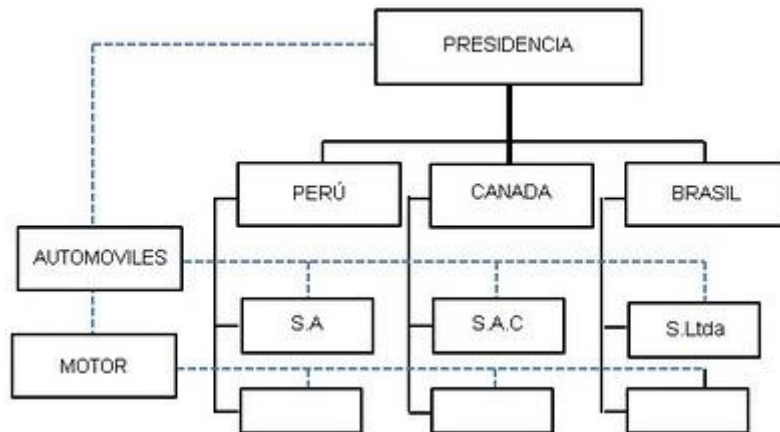 PRESIDENCIA
PERÚ
CANADA
BRASIL
AUTOMOVILES
S.A
S.A.C
S.Ltda
MOTOR